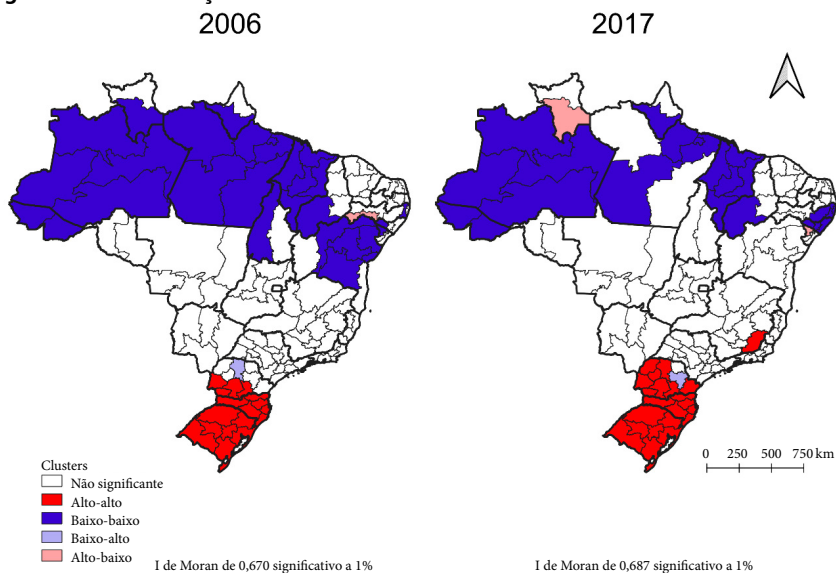 2006
2017
0 250 500 750 km
Clusters
Não significante
Alto-alto
Baixo-baixo
Baixo-alto
Alto-baixo
I de Moran de 0,670 significativo a 1%
I de Moran de 0,687 significativo a 1%